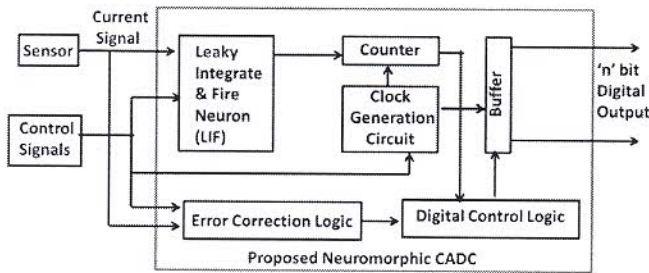 Current
Signal
Sensor
Leaky
Integrate
& Fire
Neuron
(LIF)
Counter
Clock
Generation
Circuit
Buffer
'n' bit
Digital
Output
Control
Signals
Error Correction Logic
Digital Control Logic
Proposed Neuromorphic CADC